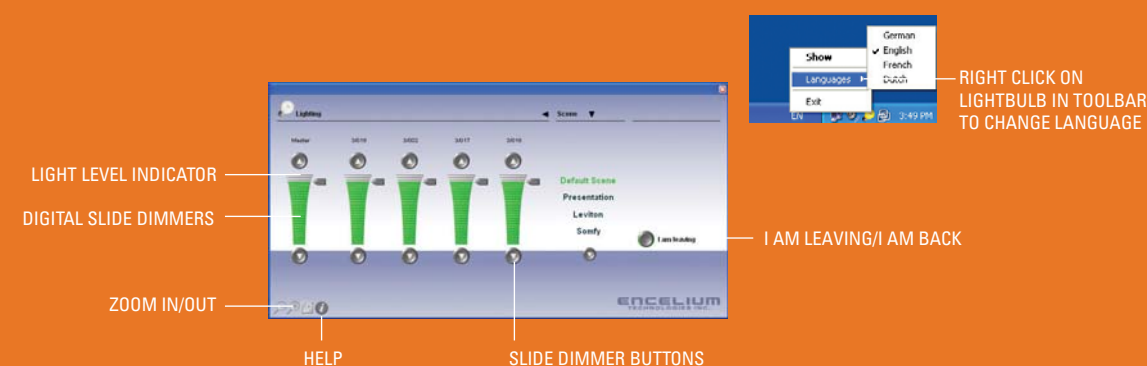 German
Show
English
French
Languages
Dutch
Exit
EN
3:49 PM
RIGHT CLICK ON
LIGHTBULB IN TOOLBAR
TO CHANGE LANGUAGE
Lighting
Scene
Master
LIGHT LEVEL INDICATOR
DIGITAL SLIDE DIMMERS
Default Scene
Presentation
Leviton
Somfy
I am leaving
I AM LEAVING/I AM BACK
ZOOM IN/OUT
ENCELIUM
TECHNOLOGIES INC.
HELP
SLIDE DIMMER BUTTONS